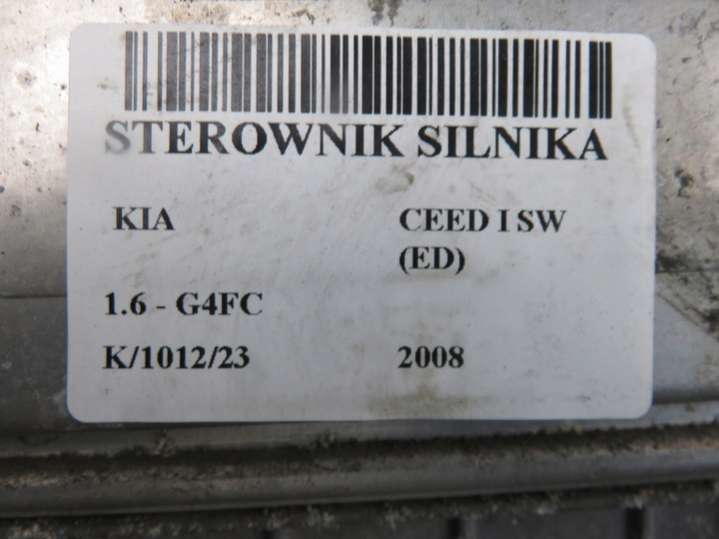 STEROWNIK SILNIKA
KIA CEED I SW
(ED)
1.6 - G4FC
K/1012/23 2008